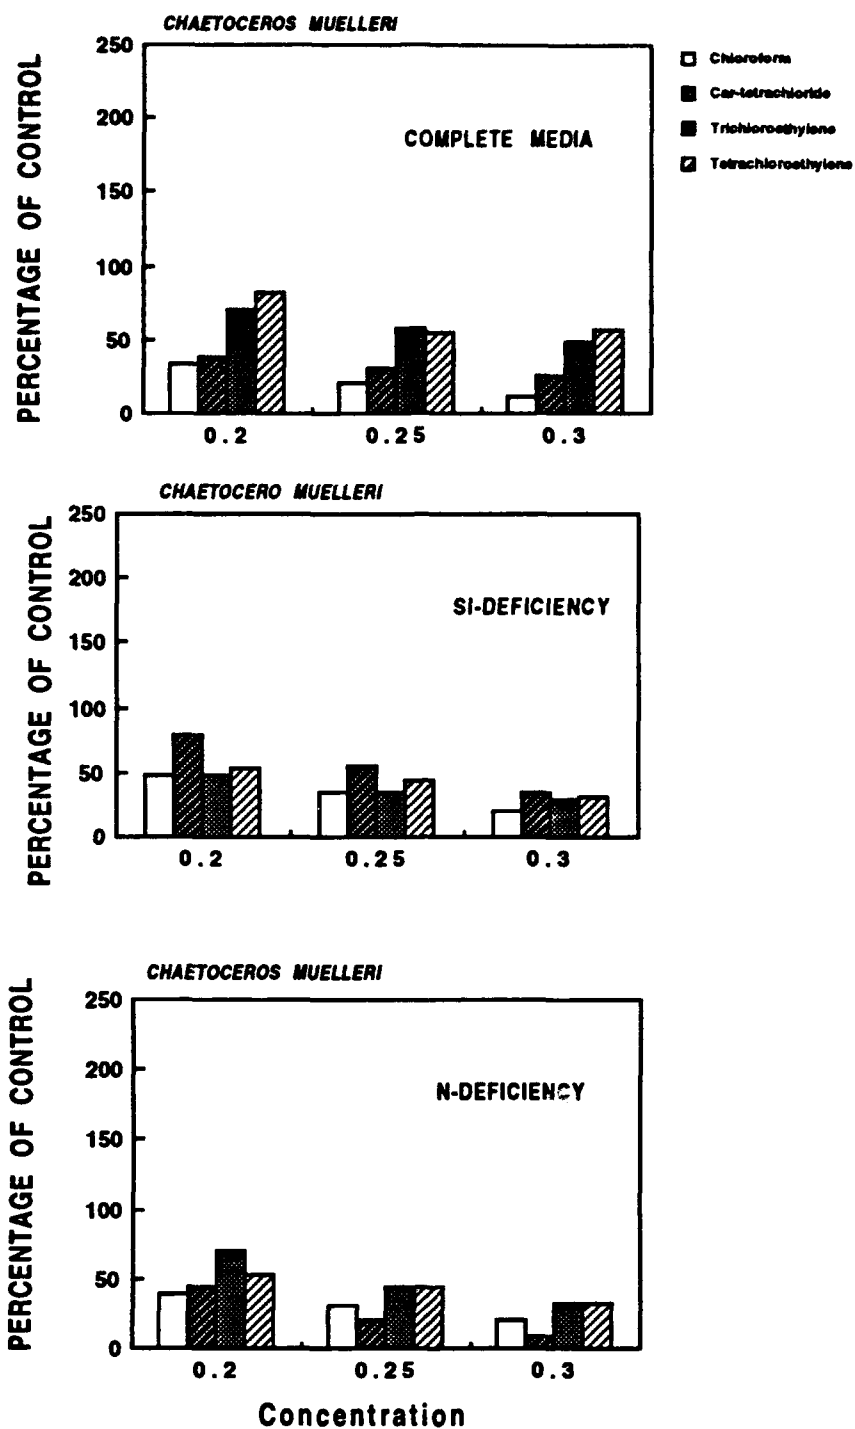 CHAETOCEROS MUELLERI
PERCENTAGE OF CONTROL
250
200
150
100
50
0
COMPLETE MEDIA
0.2 0.25 0.3
Chloroform
Car-tetrachloride
Trichloroethylene
Tetrachloroethylene
CHAETOCERO MUELLERI
PERCENTAGE OF CONTROL
250
200
150
100
50
0
SI-DEFICIENCY
0.2 0.25 0.3
CHAETOCEROS MUELLERI
PERCENTAGE OF CONTROL
250
200
150
100
50
0
N-DEFICIENCY
0.2 0.25 0.3
Concentration